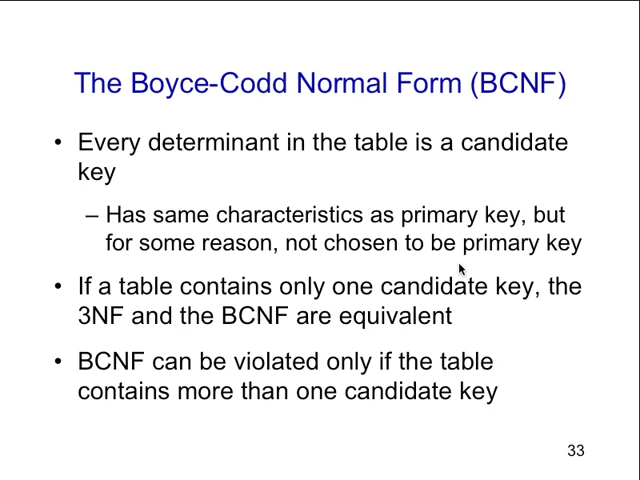 The Boyce-Codd Normal Form (BCNF)
• Every determinant in the table is a candidate
key
– Has same characteristics as primary key, but
for some reason, not chosen to be primary key
• If a table contains only one candidate key, the
3NF and the BCNF are equivalent
• BCNF can be violated only if the table
contains more than one candidate key
33